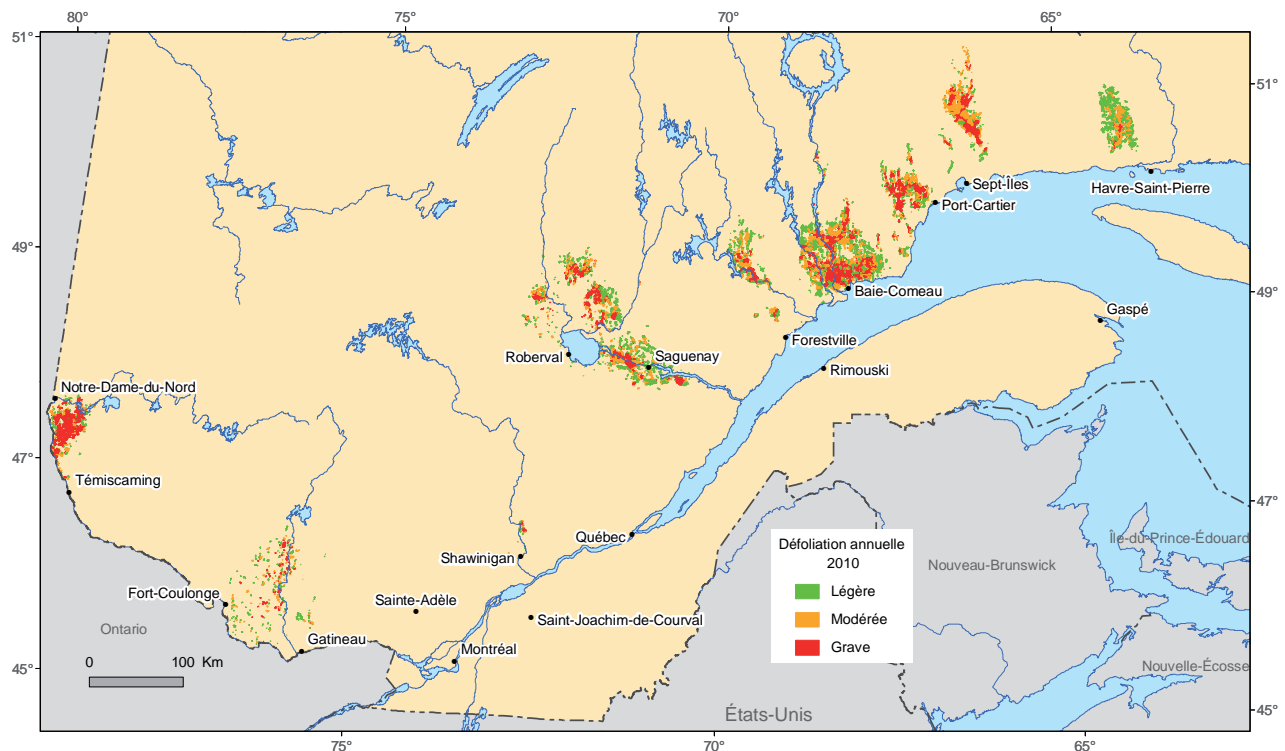 80°
75°
70°
65°
51°
51°
Sept-Îles
Havre-Saint-Pierre
Port-Cartier
49°
Baie-Comeau
49°
Gaspé
Forestville
Roberval
Saguenay
Rimouski
Notre-Dame-du-Nord
47°
Témiscaming
47°
Québec
Défoliation annuelle
2010
Île-du-Prince-Édouard
Shawinigan
Nouveau-Brunswick
Légère
Fort-Coulonge
Sainte-Adèle
Modérée
Saint-Joachim-de-Courval
Ontario
Gatineau
Montréal
Grave
0 100 Km
Nouvelle-Écosse
45°
États-Unis
45°
75°
70°
65°